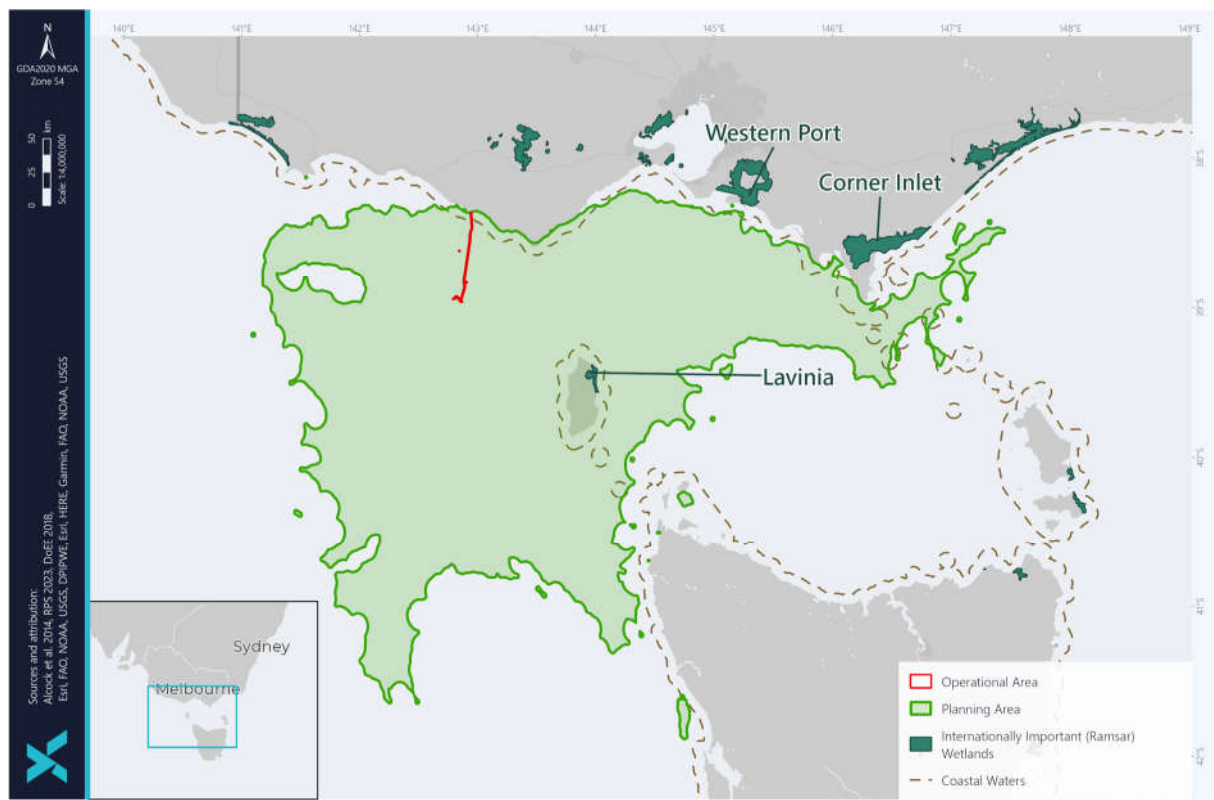 N
GDA2020 MGA
Zone 54
0 25 50
km
Scale: 1:4,000,000
Sources and attribution:
Alcock et al. 2014, RPS 2023, DoEE 2018,
Esri, FAO, NOAA, USGS, DPIPWE, Esri, HERE, Garmin, FAO, NOAA, USGS
140°E 141°E 142°E 143°E 144°E 145°E 146°E 147°E 148°E 149°E
38°S
39°S
40°S
41°S
42°S
Western Port
Corner Inlet
Lavinia
Sydney
Melbourne
Operational Area
Planning Area
Internationally Important (Ramsar)
Wetlands
Coastal Waters